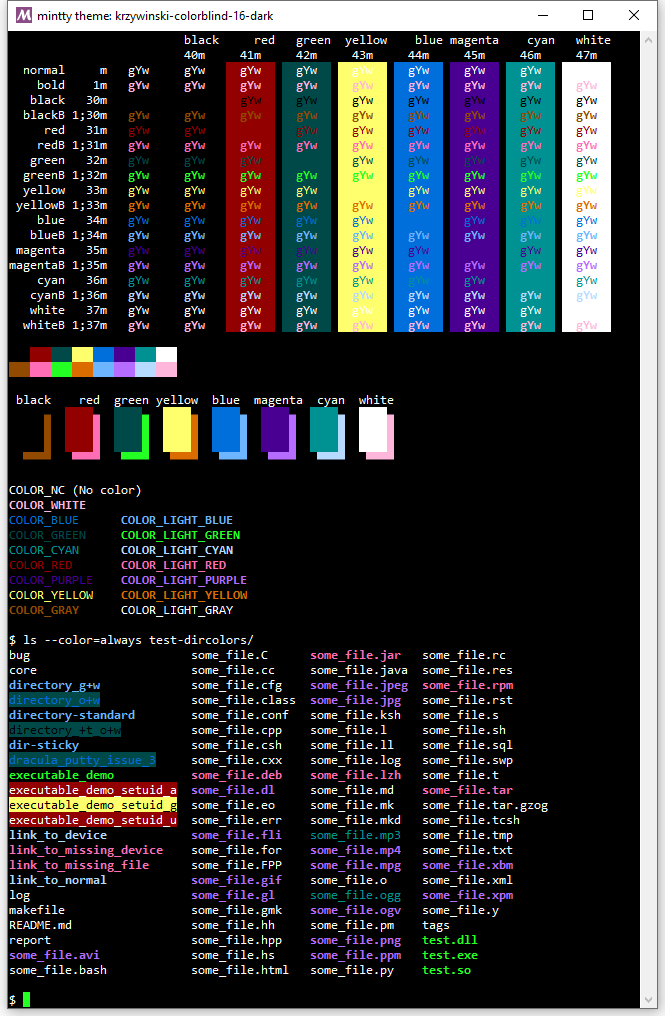 mintty theme: krzywinski-colorblind-16-dark
black red green yellow blue magenta cyan white
40m 41m 42m 43m 44m 45m 46m 47m
normal m gYw gYw gYw gYw gYw gYw gYw gYw
bold 1m gYw gYw gYw gYw gYw gYw gYw gYw gYw
black 30m gYw gYw gYw gYw gYw gYw gYw
blackB 1;30m gYw gYw gYw gYw gYw gYw gYw gYw gYw
red 31m gYw gYw gYw gYw gYw gYw gYw gYw
redB 1;31m gYw gYw gYw gYw gYw gYw gYw gYw gYw
green 32m gYw gYw gYw gYw gYw gYw gYw gYw
greenB 1;32m gYw gYw gYw gYw gYw gYw gYw gYw gYw
yellow 33m gYw gYw gYw gYw gYw gYw gYw gYw
yellowB 1;33m gYw gYw gYw gYw gYw gYw gYw gYw gYw
blue 34m gYw gYw gYw gYw gYw gYw gYw gYw
blueB 1;34m gYw gYw gYw gYw gYw gYw gYw gYw gYw
magenta 35m gYw gYw gYw gYw gYw gYw gYw gYw
magentaB 1;35m gYw gYw gYw gYw gYw gYw gYw gYw gYw
cyan 36m gYw gYw gYw gYw gYw gYw gYw gYw
cyanB 1;36m gYw gYw gYw gYw gYw gYw gYw gYw gYw
white 37m gYw gYw gYw gYw gYw gYw gYw gYw
whiteB 1;37m gYw gYw gYw gYw gYw gYw gYw gYw gYw
black red green yellow blue magenta cyan white
COLOR_NC (No color)
COLOR_WHITE
COLOR_BLUE COLOR_LIGHT_BLUE
COLOR_GREEN COLOR_LIGHT_GREEN
COLOR_CYAN COLOR_LIGHT_CYAN
COLOR_RED COLOR_LIGHT_RED
COLOR_PURPLE COLOR_LIGHT_PURPLE
COLOR_YELLOW COLOR_LIGHT_YELLOW
COLOR_GRAY COLOR_LIGHT_GRAY
$ ls --color=always test-dircolors/
bug some_file.C some_file.jar some_file.rc
core some_file.cc some_file.java some_file.res
directory_g+w some_file.cfg some_file.jpeg some_file.rpm
directory_o+w some_file.class some_file.jpg some_file.rst
directory-standard some_file.conf some_file.ksh some_file.s
directory_+t_o+w some_file.cpp some_file.l some_file.sh
dir-sticky some_file.csh some_file.ll some_file.sql
dracula_putty_issue_3 some_file.cxx some_file.log some_file.swp
executable_demo some_file.deb some_file.lzh some_file.t
executable_demo_setuid_a some_file.dl some_file.md some_file.tar
executable_demo_setuid_g some_file.eo some_file.mk some_file.tar.gzog
executable_demo_setuid_u some_file.err some_file.mkd some_file.tcsh
link_to_device some_file.fli some_file.mp3 some_file.tmp
link_to_missing_device some_file.for some_file.mp4 some_file.txt
link_to_missing_file some_file.FPP some_file.mpg some_file.xbm
link_to_normal some_file.gif some_file.o some_file.xml
log some_file.gl some_file.ogg some_file.xpm
makefile some_file.gmk some_file.ogv some_file.y
README.md some_file.hh some_file.pm tags
report some_file.hpp some_file.png test.dll
some_file.avi some_file.hs some_file.ppm test.exe
some_file.bash some_file.html some_file.py test.so
$